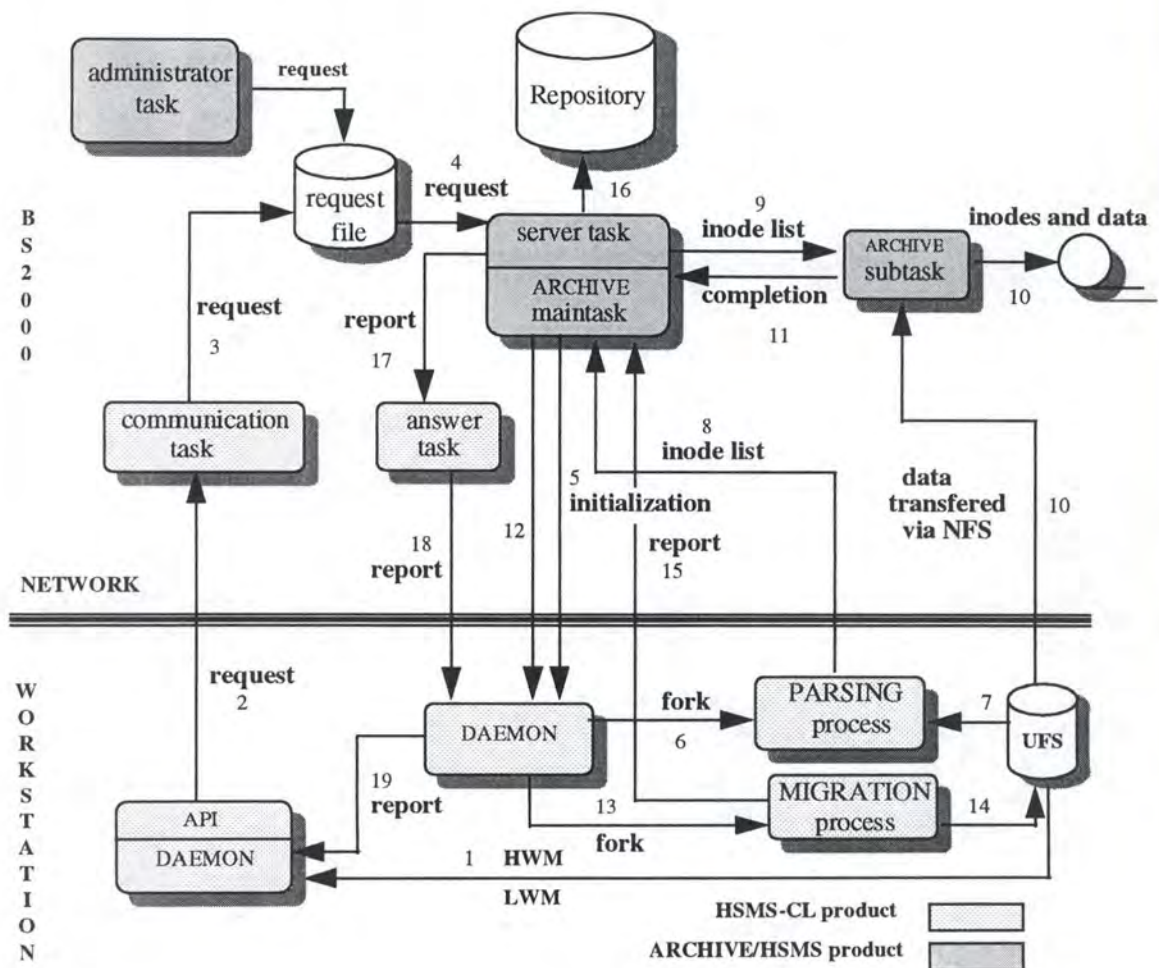 administrator
task
request
Repository
request
file
4
request
16
server task
ARCHIVE
maintask
9
inode list
completion
11
ARCHIVE
subtask
inodes and data
10
B
S
2
0
0
0
request
3
report
17
communication
task
answer
task
8
inode list
5
initialization
12
report
15
18
report
data
transfered
via NFS
10
NETWORK
W
O
R
K
S
T
A
T
I
O
N
request
2
DAEMON
fork
6
PARSING
process
7
UFS
19
report
13
fork
MIGRATION
process
14
API
DAEMON
1
HWM
LWM
HSMS-CL product
ARCHIVE/HSMS product